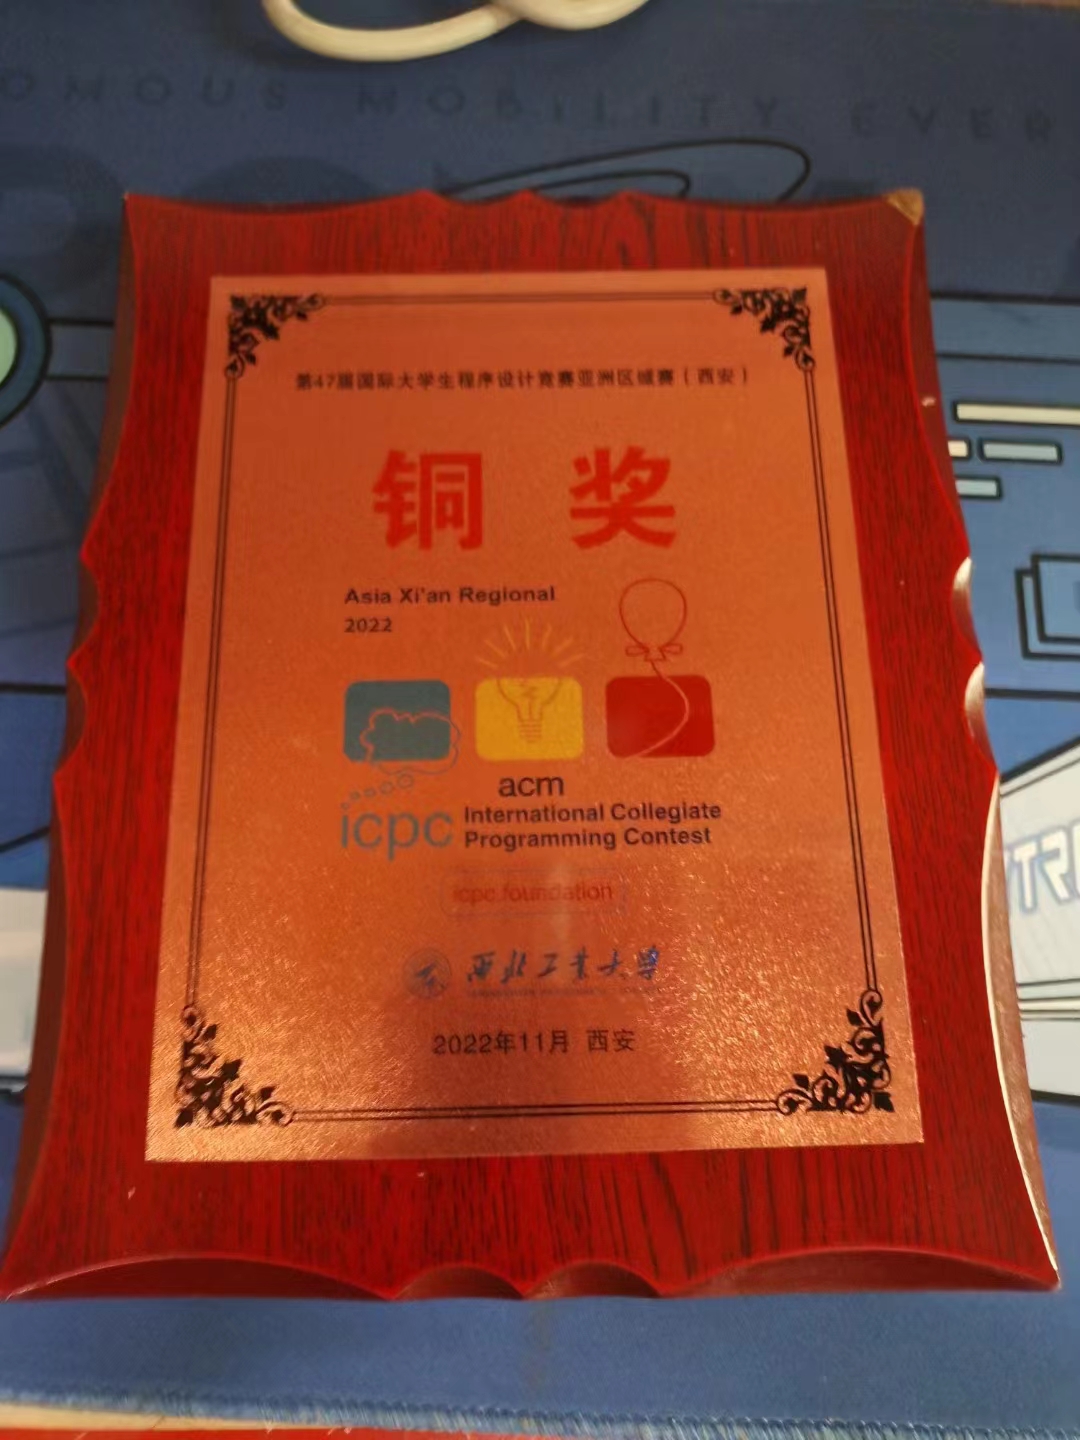 OMOUS MOBILITY EVER
第47届国际大学生程序设计竞赛亚洲区域赛（西安）
铜 奖
Asia Xi'an Regional
2022
acm
icpc International Collegiate
Programming Contest
icpc.foundation
西北工业大学
2022年11月 西安